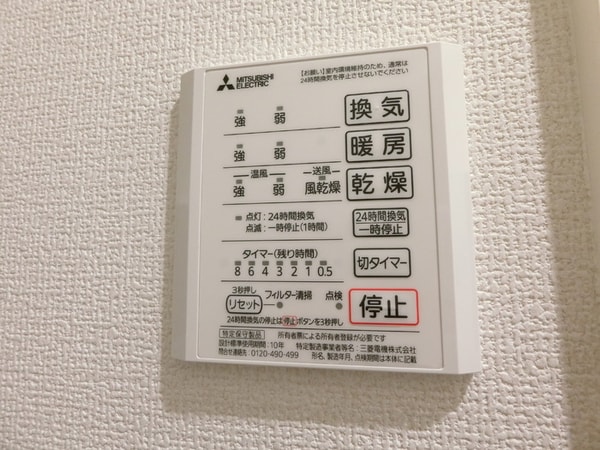 MITSUBISHI
ELECTRIC
【お願い】室内環境維持のため、通常は
24時間換気を停止させないでください
強 弱 換気
強 弱 暖房
温風 送風
強 弱 風乾燥 乾燥
点灯:24時間換気
点滅:一時停止(1時間)
24時間換気
一時停止
タイマー(残り時間)
8 6 4 3 2 1 0.5
切タイマー
3秒押し
リセット フィルター清掃 点検
停止
24時間換気の停止は停止ボタンを3秒押し
特定保守製品 所有者票による所有者登録が必要です
設計標準使用期間:10年 特定製造事業者等名:三菱電機株式会社
問合せ連絡先:0120-490-499 形名、製造年月、点検期間は本体に記載